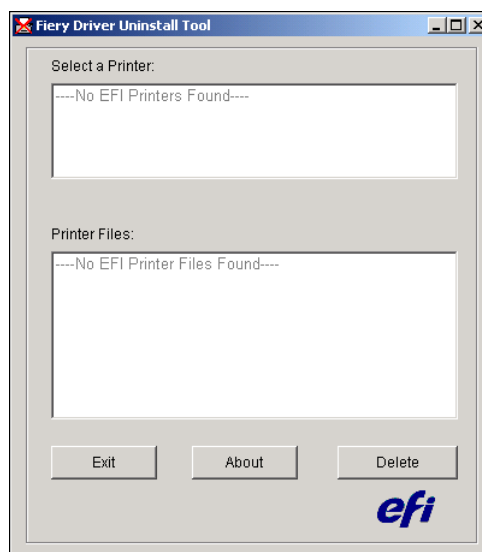 Fiery Driver Uninstall Tool
Select a Printer:
----No EFI Printers Found----
Printer Files:
----No EFI Printer Files Found----
Exit About Delete
efi